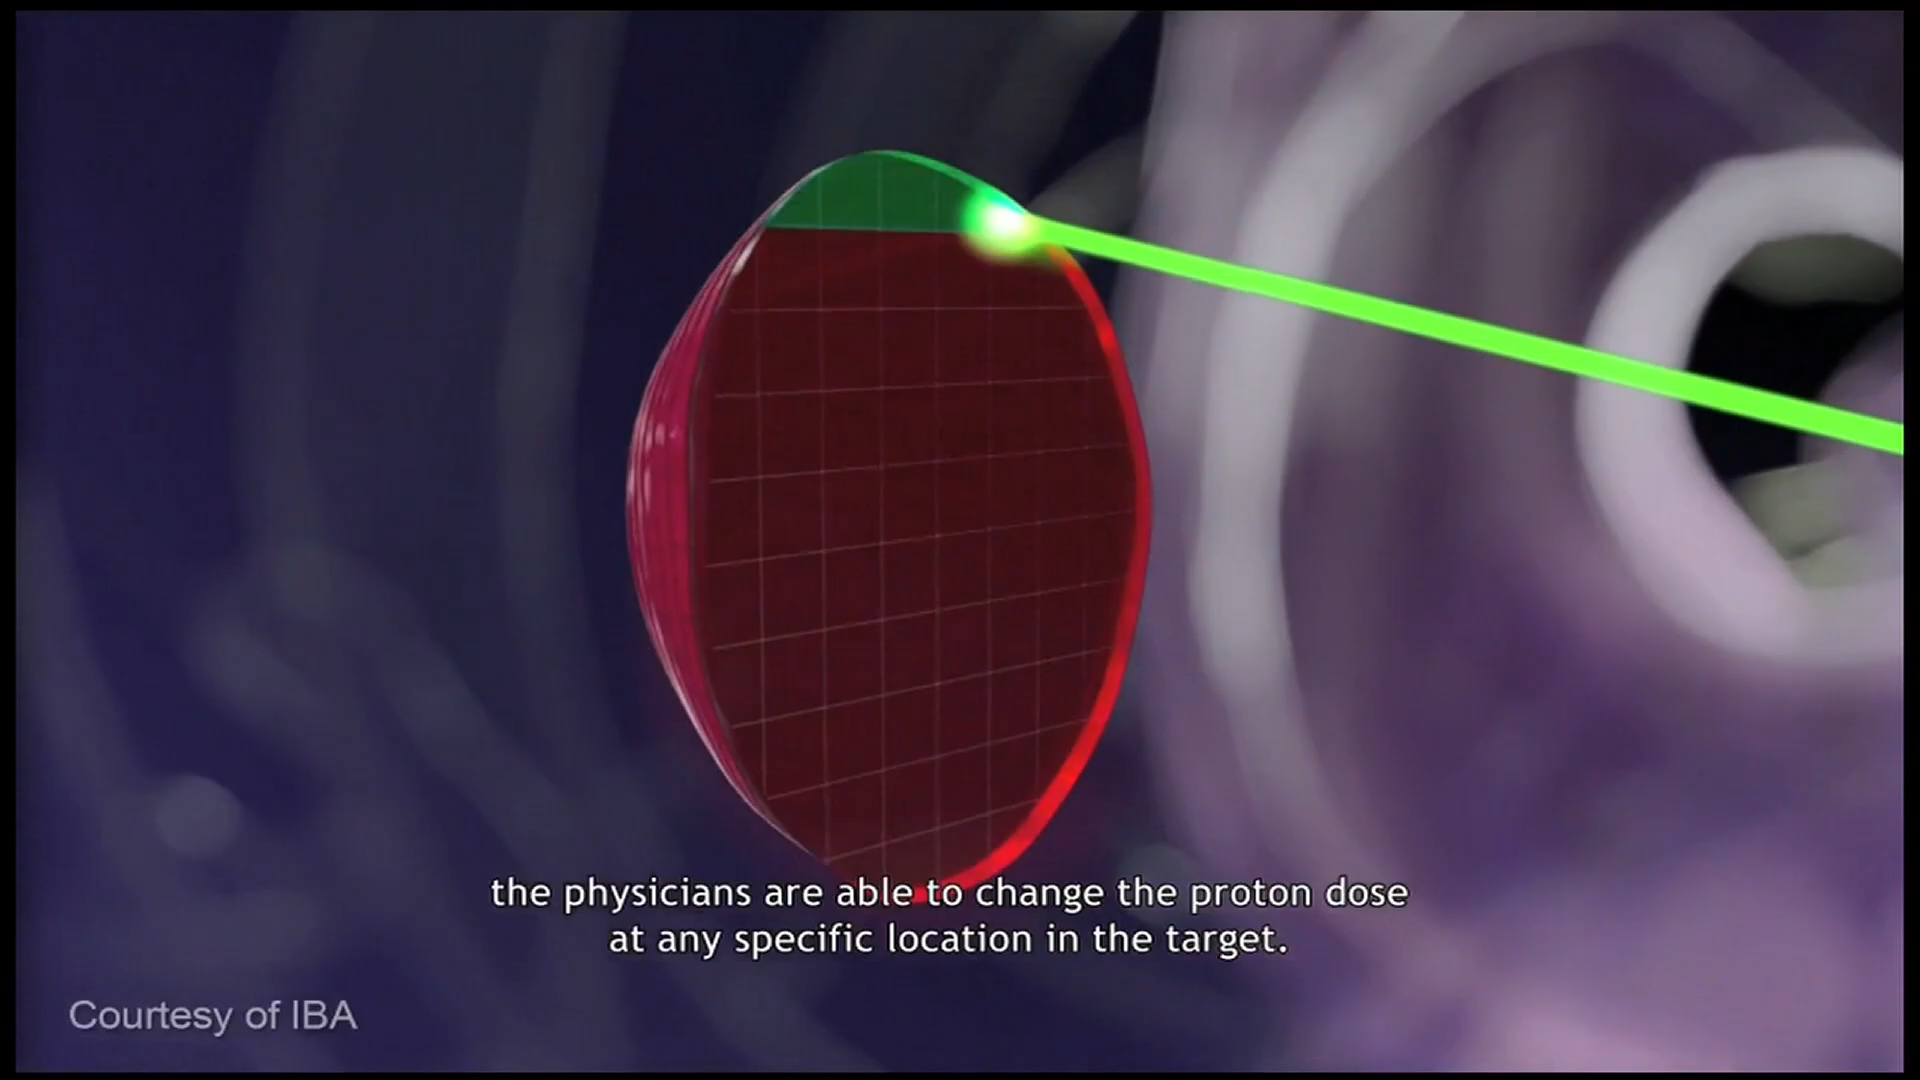 the physicians are able to change the proton dose
at any specific location in the target.
Courtesy of IBA